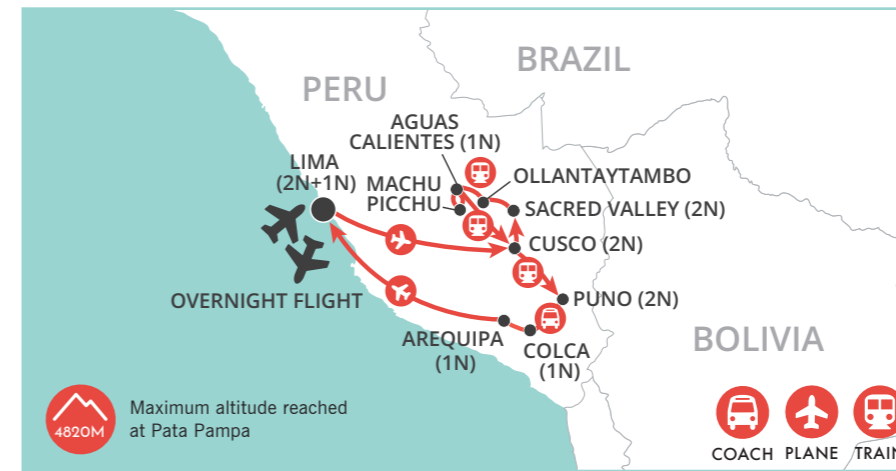 BRAZIL
PERU
AGUAS
CALIENTES (1N)
LIMA
(2N+1N)
MACHU
PICCHU
OLLANTAYTAMBO
SACRED VALLEY (2N)
CUSCO (2N)
OVERNIGHT FLIGHT
PUNO (2N)
AREQUIPA
(1N)
COLCA
(1N)
BOLIVIA
4820M
Maximum altitude reached
at Pata Pampa
COACH
PLANE
TRAIN